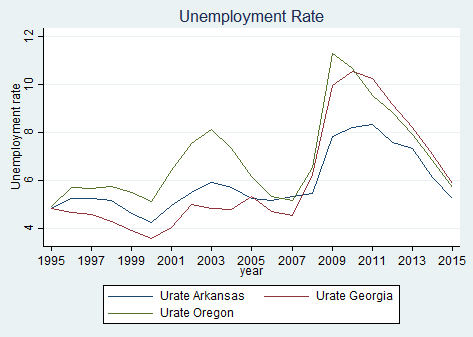 Unemployment Rate
Unemployment rate
12
10
8
6
4
1995 1997 1999 2001 2003 2005 2007 2009 2011 2013 2015
year
Urate Arkansas Urate Georgia
Urate Oregon